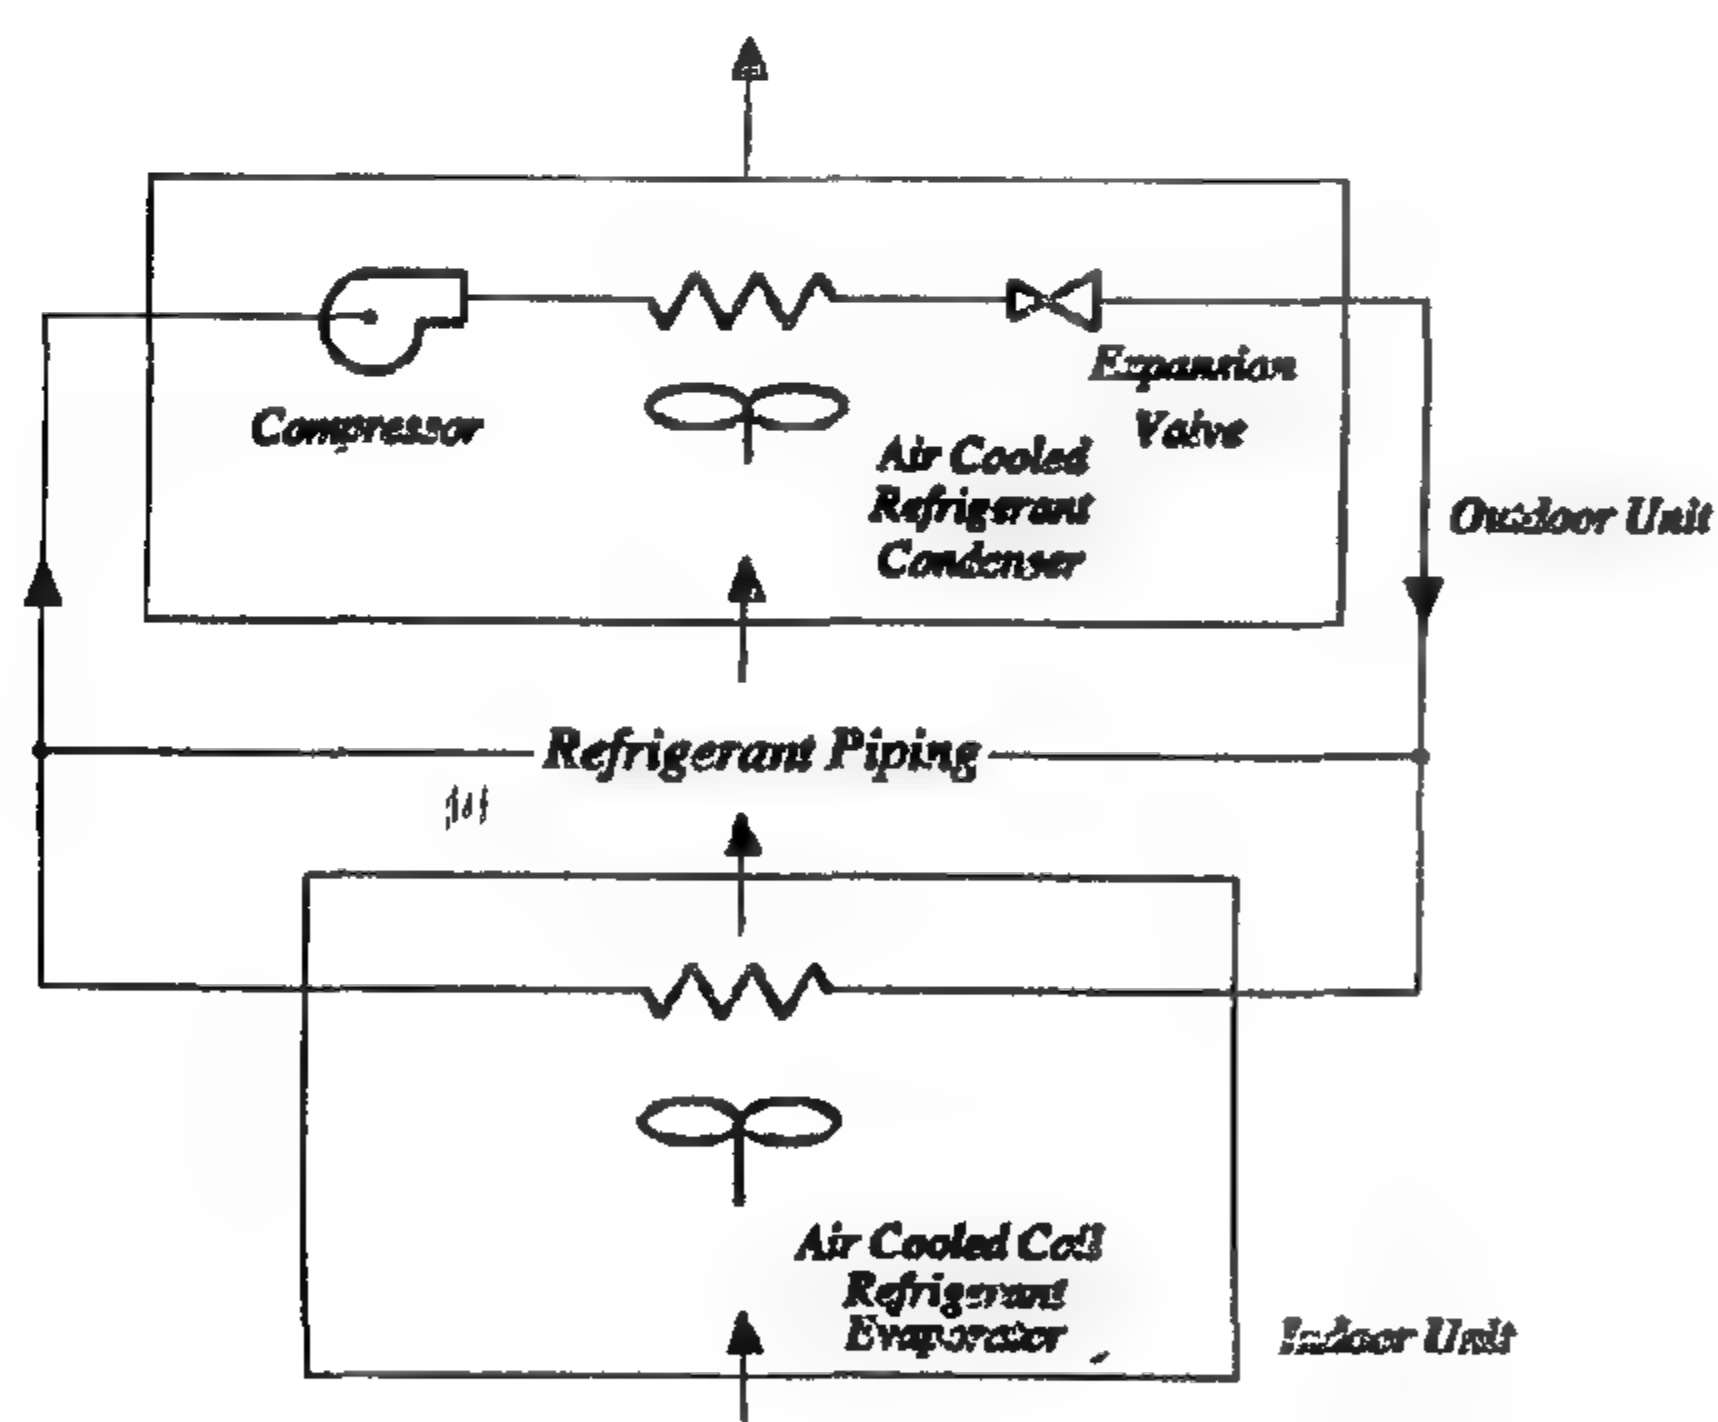 Expansion
Valve
Compressor
Air Cooled
Refrigerant
Condenser
Outdoor Unit
Refrigerant Piping
Air Cooled Coil
Refrigerant
Evaporator
Indoor Unit